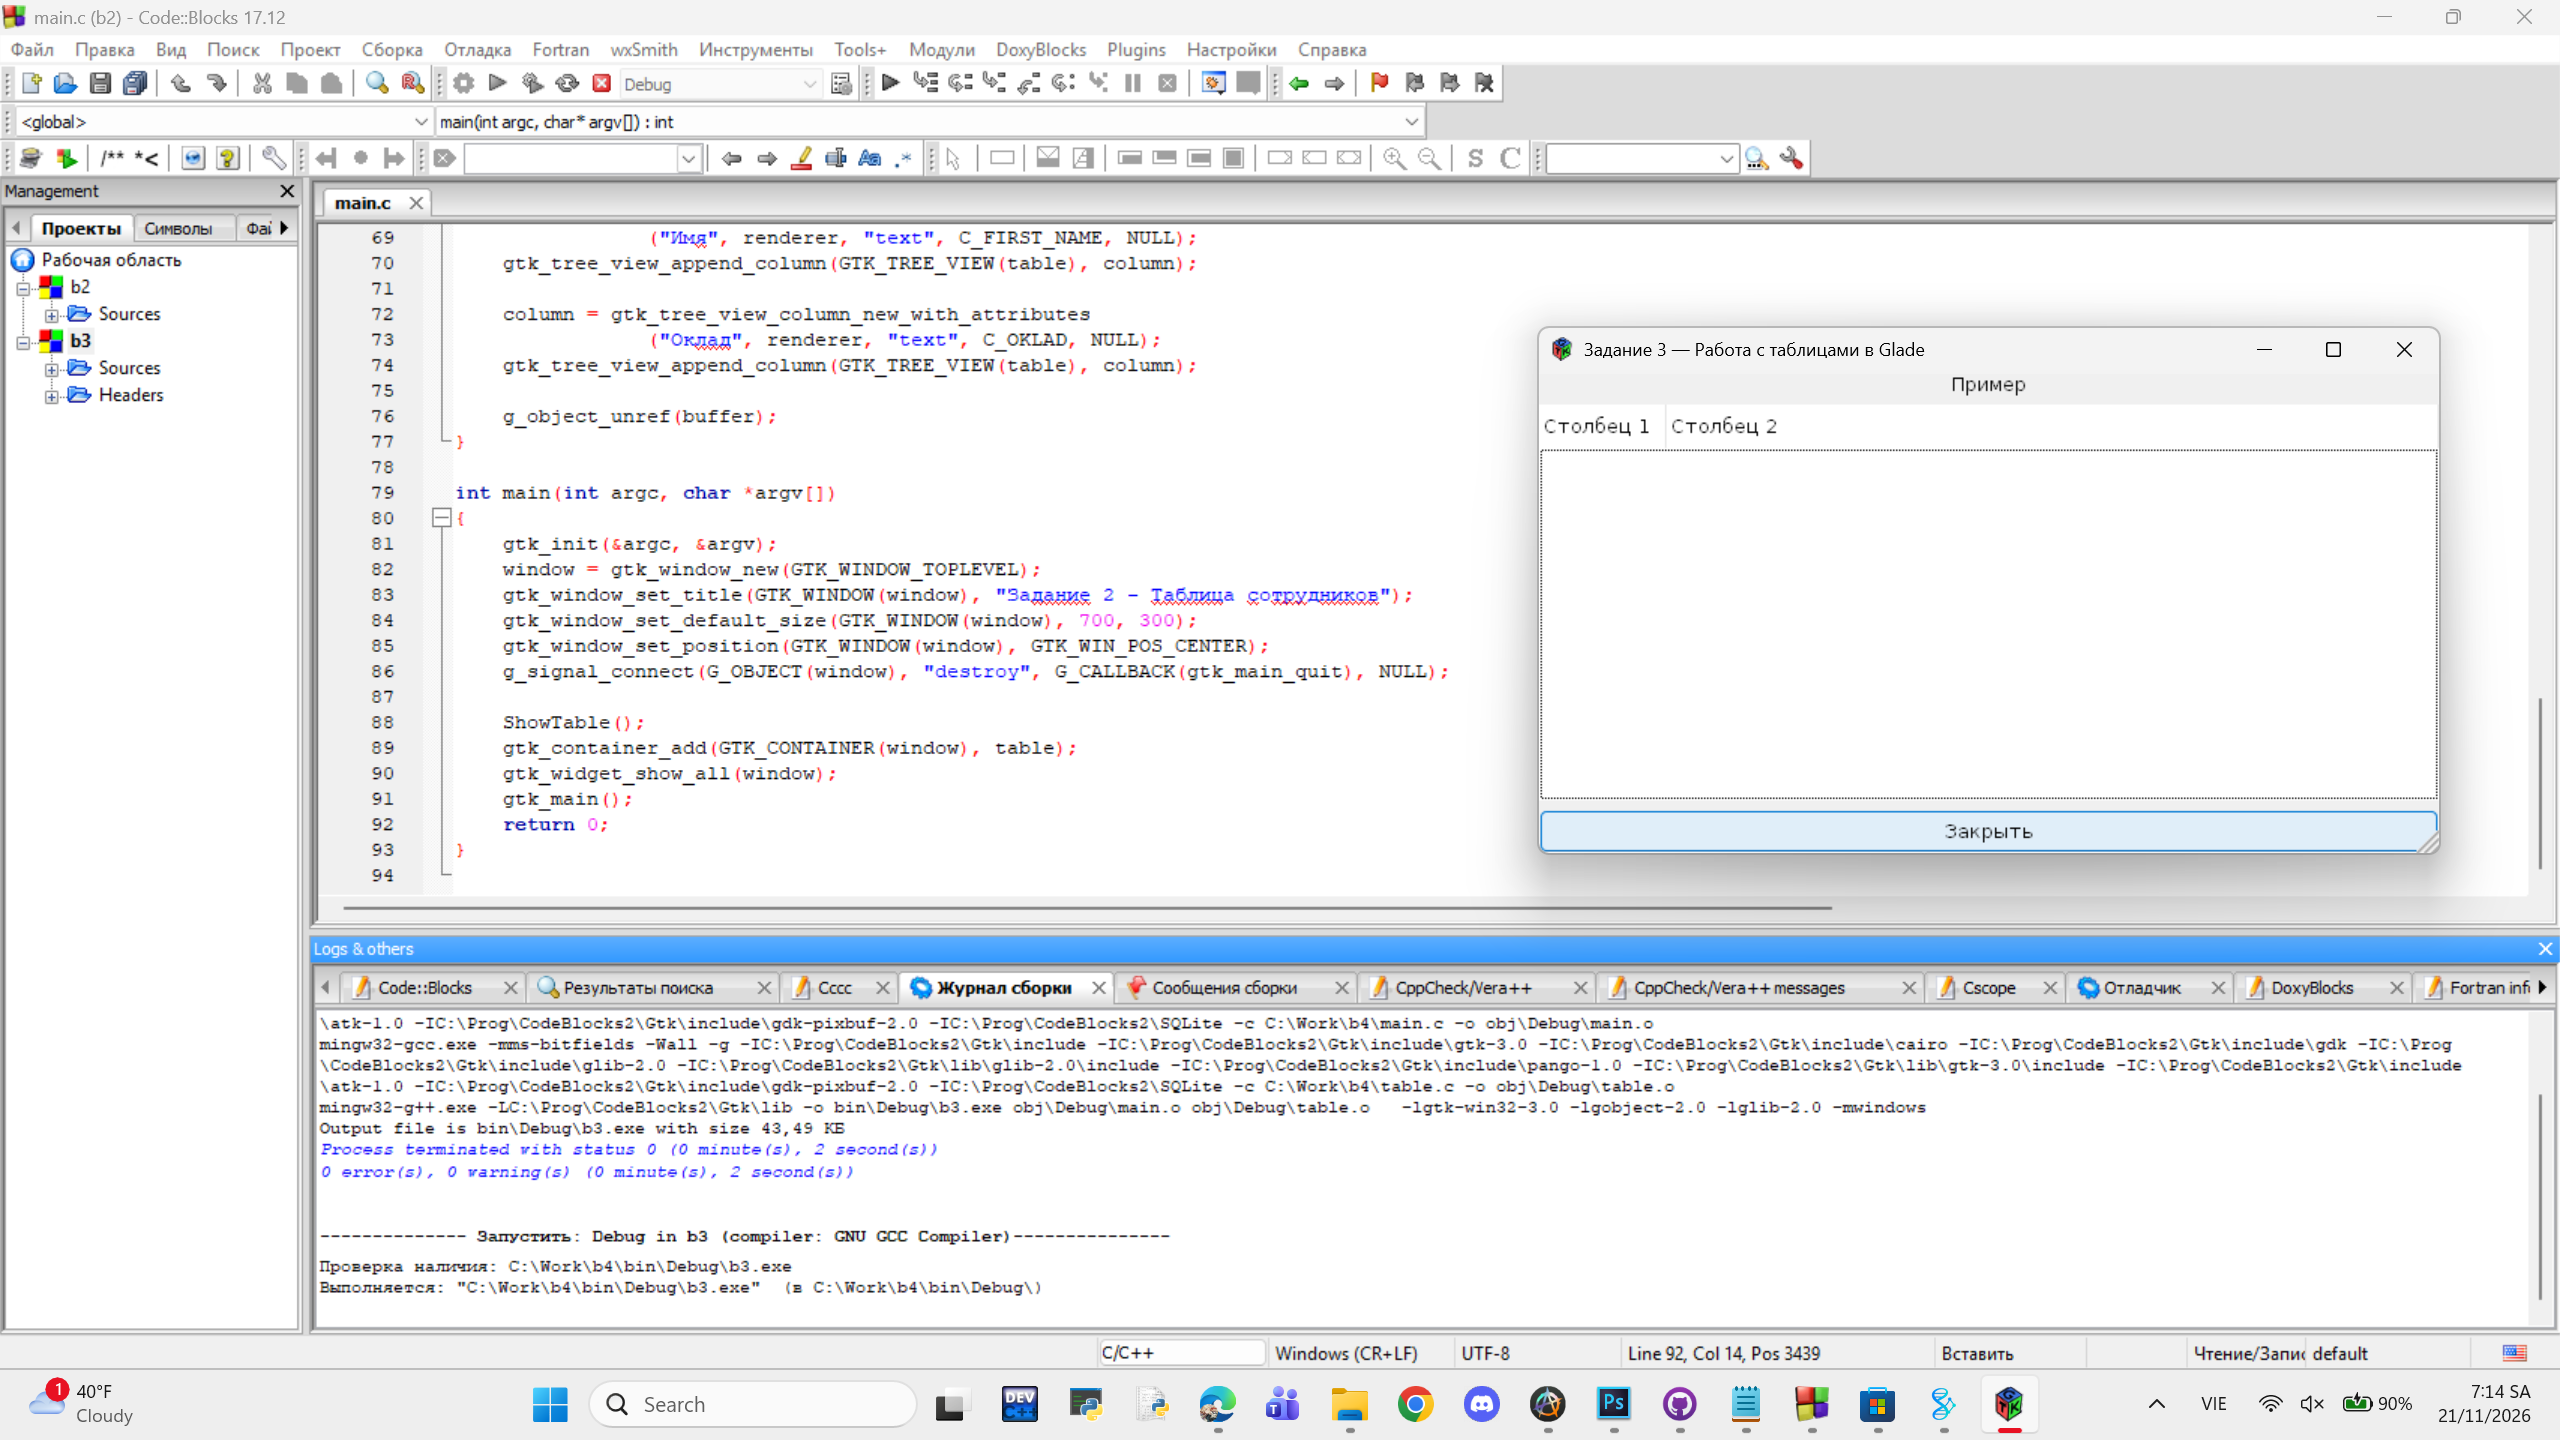 main.c (b2) - Code::Blocks 17.12
Файл Правка Вид Поиск Проект Сборка Отладка Fortran wxSmith Инструменты Tools+ Модули DoxyBlocks Plugins Настройки Справка
Debug
<global> main(int argc, char* argv[]) : int
/** *<
Aa .* S C
Management
Проекты Символы Фай
Рабочая область
b2
Sources
b3
Sources
Headers
main.c
69 ("Имя", renderer, "text", C_FIRST_NAME, NULL);
70 gtk_tree_view_append_column(GTK_TREE_VIEW(table), column);
71
72 column = gtk_tree_view_column_new_with_attributes
73 ("Оклад", renderer, "text", C_OKLAD, NULL);
74 gtk_tree_view_append_column(GTK_TREE_VIEW(table), column);
75
76 g_object_unref(buffer);
77 }
78
79 int main(int argc, char *argv[])
80 {
81 gtk_init(&argc, &argv);
82 window = gtk_window_new(GTK_WINDOW_TOPLEVEL);
83 gtk_window_set_title(GTK_WINDOW(window), "Задание 2 - Таблица сотрудников");
84 gtk_window_set_default_size(GTK_WINDOW(window), 700, 300);
85 gtk_window_set_position(GTK_WINDOW(window), GTK_WIN_POS_CENTER);
86 g_signal_connect(G_OBJECT(window), "destroy", G_CALLBACK(gtk_main_quit), NULL);
87
88 ShowTable();
89 gtk_container_add(GTK_CONTAINER(window), table);
90 gtk_widget_show_all(window);
91 gtk_main();
92 return 0;
93 }
94
Задание 3 — Работа с таблицами в Glade
Пример
Столбец 1 Столбец 2
Закрыть
Logs & others
Code::Blocks Результаты поиска Cccc Журнал сборки Сообщения сборки CppCheck/Vera++ CppCheck/Vera++ messages Cscope Отладчик DoxyBlocks Fortran info
\atk-1.0 -IC:\Prog\CodeBlocks2\Gtk\include\gdk-pixbuf-2.0 -IC:\Prog\CodeBlocks2\SQLite -c C:\Work\b4\main.c -o obj\Debug\main.o
mingw32-gcc.exe -mms-bitfields -Wall -g -IC:\Prog\CodeBlocks2\Gtk\include -IC:\Prog\CodeBlocks2\Gtk\include\gtk-3.0 -IC:\Prog\CodeBlocks2\Gtk\include\cairo -IC:\Prog\CodeBlocks2\Gtk\include\gdk -IC:\Prog
\CodeBlocks2\Gtk\include\glib-2.0 -IC:\Prog\CodeBlocks2\Gtk\lib\glib-2.0\include -IC:\Prog\CodeBlocks2\Gtk\include\pango-1.0 -IC:\Prog\CodeBlocks2\Gtk\lib\gtk-3.0\include -IC:\Prog\CodeBlocks2\Gtk\include
\atk-1.0 -IC:\Prog\CodeBlocks2\Gtk\include\gdk-pixbuf-2.0 -IC:\Prog\CodeBlocks2\SQLite -c C:\Work\b4\table.c -o obj\Debug\table.o
mingw32-g++.exe -LC:\Prog\CodeBlocks2\Gtk\lib -o bin\Debug\b3.exe obj\Debug\main.o obj\Debug\table.o -lgtk-win32-3.0 -lgobject-2.0 -lglib-2.0 -mwindows
Output file is bin\Debug\b3.exe with size 43,49 KB
Process terminated with status 0 (0 minute(s), 2 second(s))
0 error(s), 0 warning(s) (0 minute(s), 2 second(s))
-------------- Запустить: Debug in b3 (compiler: GNU GCC Compiler)---------------
Проверка наличия: C:\Work\b4\bin\Debug\b3.exe
Выполняется: "C:\Work\b4\bin\Debug\b3.exe" (в C:\Work\b4\bin\Debug\)
C/C++ Windows (CR+LF) UTF-8 Line 92, Col 14, Pos 3439 Вставить Чтение/Запис default
1 40°F
Cloudy
Search
DEV C++
Ps
VIE
90%
7:14 SA
21/11/2026